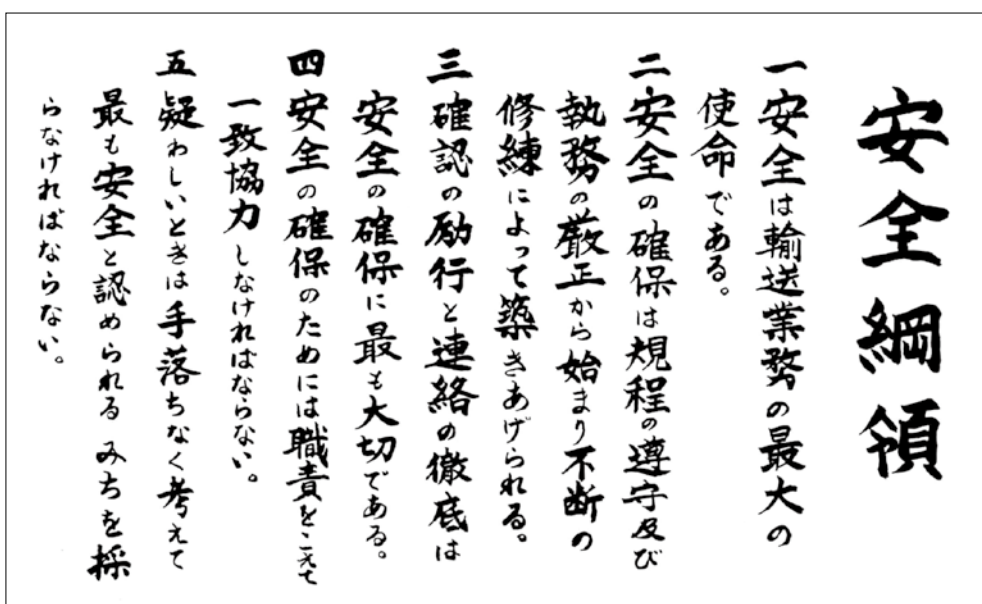 安全綱領
一 安全は輸送業務の最大の
使命である。
二 安全の確保は規程の遵守及び
執務の厳正から始まり不断の
修練によって築きあげられる。
三 確認の励行と連絡の徹底は
安全の確保に最も大切である。
四 安全の確保のためには職責をこえて
一致協力しなければならない。
五 疑わしいときは手落ちなく考えて
最も安全と認められるみちを採
らなければならない。